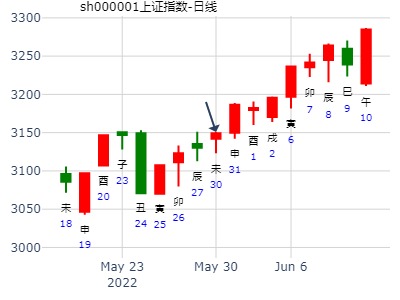 sh000001上证指数-日线
3300
3250
3200
3150
3100
3050
3000
未
18
申
19
酉
20
子
23
丑
24
寅
25
卯
26
辰
27
未
30
申
31
酉
1
戌
2
寅
6
卯
7
辰
8
巳
9
午
10
May 23
2022
May 30
Jun 6